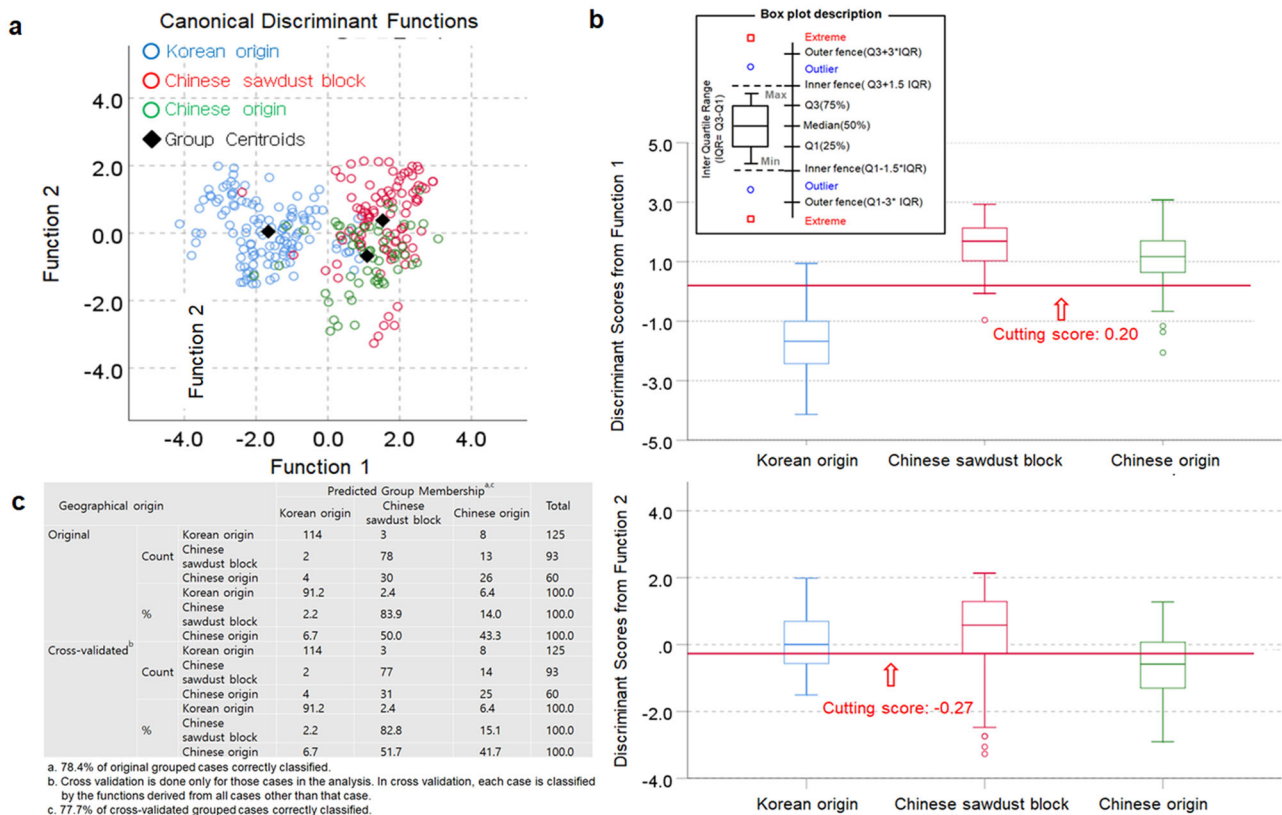 a
Canonical Discriminant Functions
Korean origin
Chinese sawdust block
Chinese origin
Group Centroids
Function 2
4.0
2.0
0.0
-2.0
-4.0
Function 2
-4.0 -2.0 0.0 2.0 4.0
Function 1
b
Box plot description
Inter Quartile Range
(IQR= Q3-Q1)
Extreme
Outer fence(Q3+3*IQR)
Outlier
Inner fence( Q3+1.5 IQR)
Max
Q3(75%)
Median(50%)
Q1(25%)
Min
Inner fence(Q1-1.5*IQR)
Outlier
Outer fence(Q1-3* IQR)
Extreme
Discriminant Scores from Function 1
5.0
3.0
1.0
-1.0
-3.0
-5.0
Cutting score: 0.20
Korean origin Chinese sawdust block Chinese origin
Discriminant Scores from Function 2
4.0
2.0
.0
-2.0
-4.0
Cutting score: -0.27
Korean origin Chinese sawdust block Chinese origin
c
Geographical origin Predicted Group Membership a,c Total
Korean origin Chinese sawdust block Chinese origin
Original Count Korean origin 114 3 8 125
Chinese sawdust block 2 78 13 93
Chinese origin 4 30 26 60
% Korean origin 91.2 2.4 6.4 100.0
Chinese sawdust block 2.2 83.9 14.0 100.0
Chinese origin 6.7 50.0 43.3 100.0
Cross-validated b Count Korean origin 114 3 8 125
Chinese sawdust block 2 77 14 93
Chinese origin 4 31 25 60
% Korean origin 91.2 2.4 6.4 100.0
Chinese sawdust block 2.2 82.8 15.1 100.0
Chinese origin 6.7 51.7 41.7 100.0
a. 78.4% of original grouped cases correctly classified.
b. Cross validation is done only for those cases in the analysis. In cross validation, each case is classified
by the functions derived from all cases other than that case.
c. 77.7% of cross-validated grouped cases correctly classified.